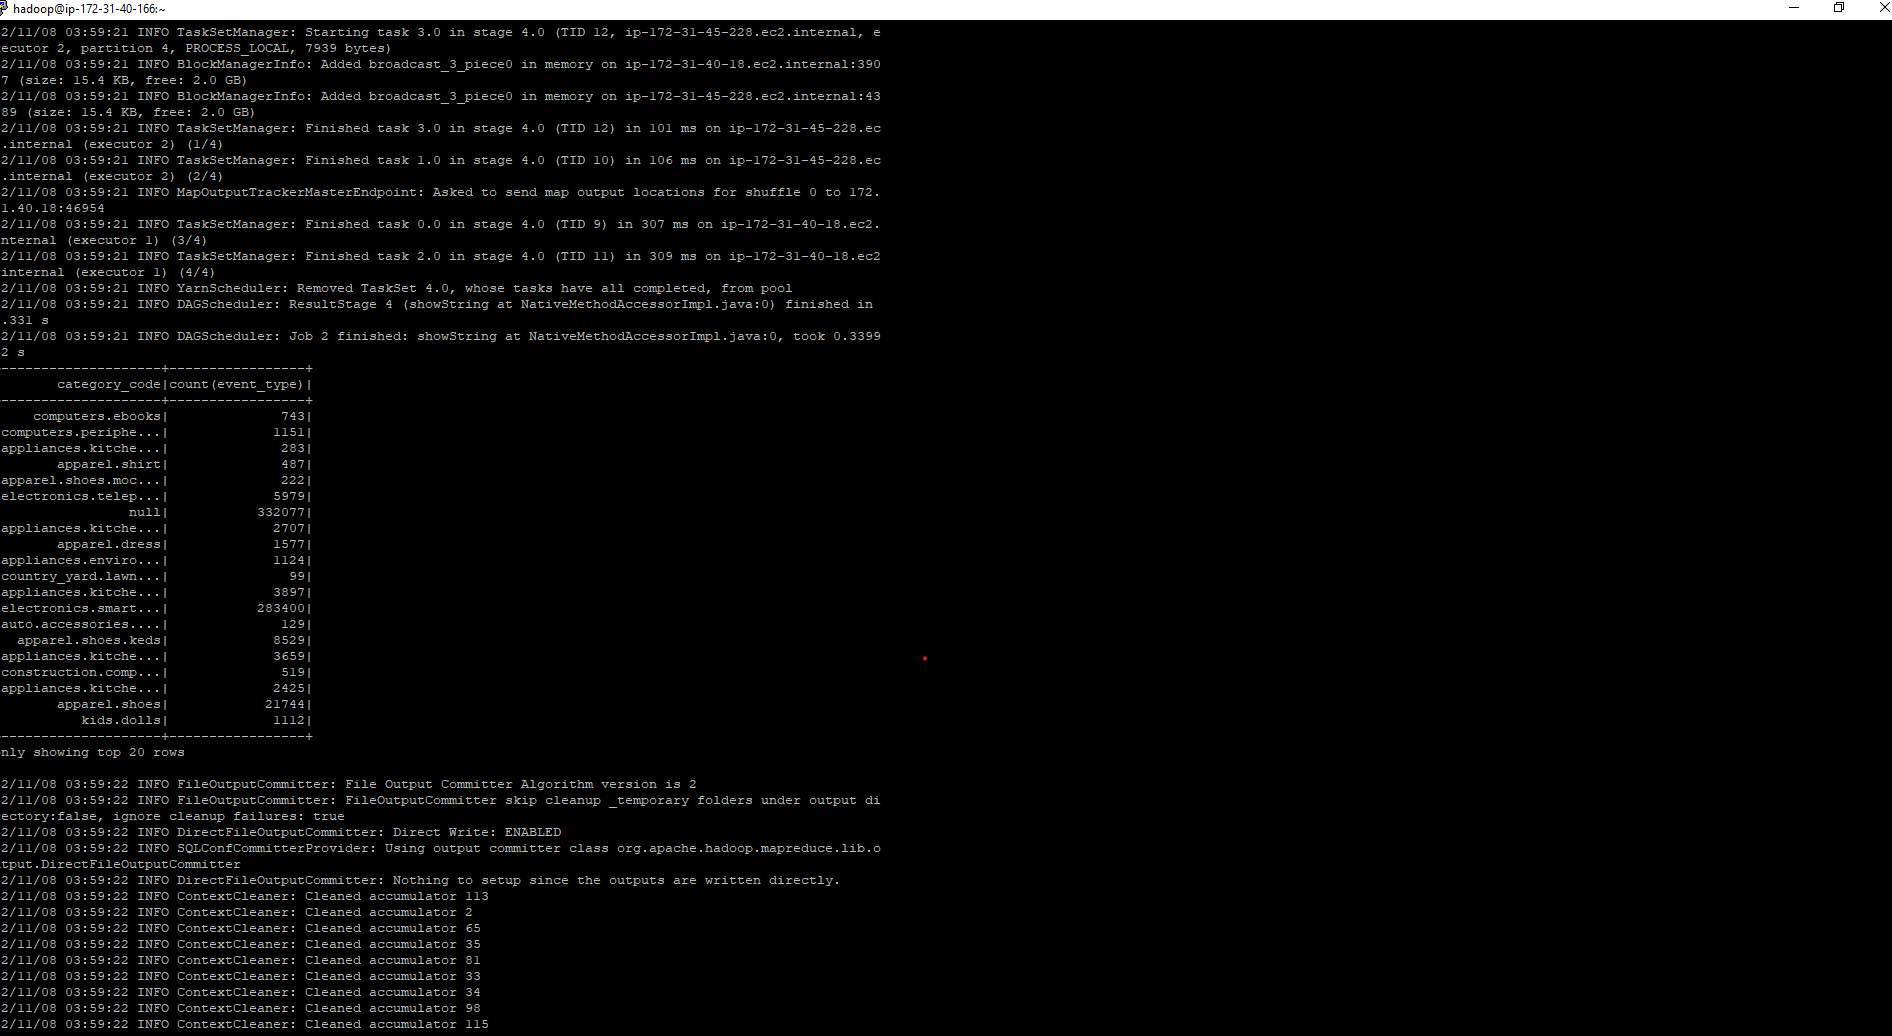 hadoop@ip-172-31-40-166:~
2/11/08 03:59:21 INFO TaskSetManager: Starting task 3.0 in stage 4.0 (TID 12, ip-172-31-45-228.ec2.internal, e
ecutor 2, partition 4, PROCESS_LOCAL, 7939 bytes)
2/11/08 03:59:21 INFO BlockManagerInfo: Added broadcast_3_piece0 in memory on ip-172-31-40-18.ec2.internal:390
7 (size: 15.4 KB, free: 2.0 GB)
2/11/08 03:59:21 INFO BlockManagerInfo: Added broadcast_3_piece0 in memory on ip-172-31-45-228.ec2.internal:43
89 (size: 15.4 KB, free: 2.0 GB)
2/11/08 03:59:21 INFO TaskSetManager: Finished task 3.0 in stage 4.0 (TID 12) in 101 ms on ip-172-31-45-228.ec
.internal (executor 2) (1/4)
2/11/08 03:59:21 INFO TaskSetManager: Finished task 1.0 in stage 4.0 (TID 10) in 106 ms on ip-172-31-45-228.ec
.internal (executor 2) (2/4)
2/11/08 03:59:21 INFO MapOutputTrackerMasterEndpoint: Asked to send map output locations for shuffle 0 to 172.
1.40.18:46954
2/11/08 03:59:21 INFO TaskSetManager: Finished task 0.0 in stage 4.0 (TID 9) in 307 ms on ip-172-31-40-18.ec2.
nternal (executor 1) (3/4)
2/11/08 03:59:21 INFO TaskSetManager: Finished task 2.0 in stage 4.0 (TID 11) in 309 ms on ip-172-31-40-18.ec2
internal (executor 1) (4/4)
2/11/08 03:59:21 INFO YarnScheduler: Removed TaskSet 4.0, whose tasks have all completed, from pool
2/11/08 03:59:21 INFO DAGScheduler: ResultStage 4 (showString at NativeMethodAccessorImpl.java:0) finished in
.331 s
2/11/08 03:59:21 INFO DAGScheduler: Job 2 finished: showString at NativeMethodAccessorImpl.java:0, took 0.3399
2 s
--------------------+-----------------+
category_code|count(event_type)|
--------------------+-----------------+
computers.ebooks| 743|
computers.periphe...| 1151|
appliances.kitche...| 283|
apparel.shirt| 487|
apparel.shoes.moc...| 222|
electronics.telep...| 5979|
null| 332077|
appliances.kitche...| 2707|
apparel.dress| 1577|
appliances.enviro...| 1124|
country_yard.lawn...| 99|
appliances.kitche...| 3897|
electronics.smart...| 283400|
auto.accessories....| 129|
apparel.shoes.keds| 8529|
appliances.kitche...| 3659|
construction.comp...| 519|
appliances.kitche...| 2425|
apparel.shoes| 21744|
kids.dolls| 1112|
--------------------+-----------------+
nly showing top 20 rows
2/11/08 03:59:22 INFO FileOutputCommitter: File Output Committer Algorithm version is 2
2/11/08 03:59:22 INFO FileOutputCommitter: FileOutputCommitter skip cleanup _temporary folders under output di
ectory:false, ignore cleanup failures: true
2/11/08 03:59:22 INFO DirectFileOutputCommitter: Direct Write: ENABLED
2/11/08 03:59:22 INFO SQLConfCommitterProvider: Using output committer class org.apache.hadoop.mapreduce.lib.o
tput.DirectFileOutputCommitter
2/11/08 03:59:22 INFO DirectFileOutputCommitter: Nothing to setup since the outputs are written directly.
2/11/08 03:59:22 INFO ContextCleaner: Cleaned accumulator 113
2/11/08 03:59:22 INFO ContextCleaner: Cleaned accumulator 2
2/11/08 03:59:22 INFO ContextCleaner: Cleaned accumulator 65
2/11/08 03:59:22 INFO ContextCleaner: Cleaned accumulator 35
2/11/08 03:59:22 INFO ContextCleaner: Cleaned accumulator 81
2/11/08 03:59:22 INFO ContextCleaner: Cleaned accumulator 33
2/11/08 03:59:22 INFO ContextCleaner: Cleaned accumulator 34
2/11/08 03:59:22 INFO ContextCleaner: Cleaned accumulator 98
2/11/08 03:59:22 INFO ContextCleaner: Cleaned accumulator 115